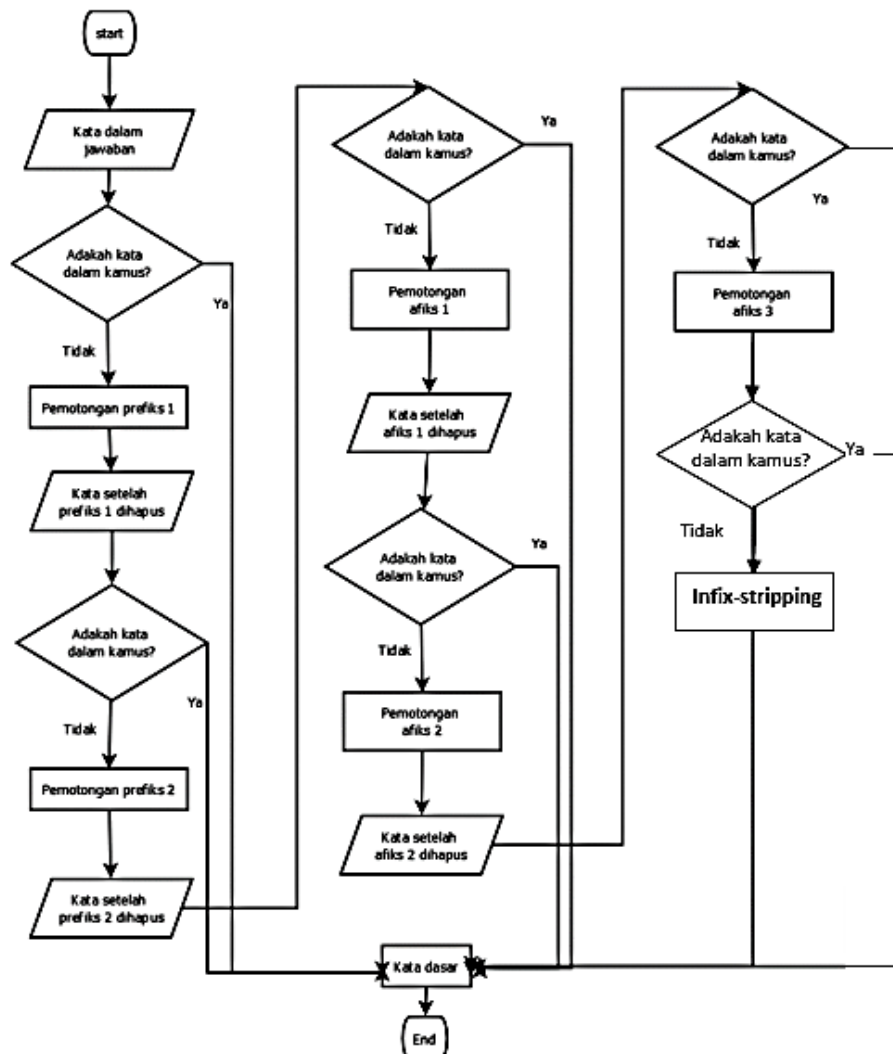 start
Kata dalam
jawaban
Adakah kata
dalam kamus?
Ya
Tidak
Pemotongan prefiks 1
Kata setelah
prefiks 1 dihapus
Adakah kata
dalam kamus?
Ya
Tidak
Pemotongan prefiks 2
Kata setelah
prefiks 2 dihapus
Adakah kata
dalam kamus?
Ya
Tidak
Pemotongan
afiks 1
Kata setelah
afiks 1 dihapus
Adakah kata
dalam kamus?
Ya
Tidak
Pemotongan
afiks 2
Kata setelah
afiks 2 dihapus
Adakah kata
dalam kamus?
Ya
Tidak
Pemotongan
afiks 3
Adakah kata
dalam kamus?
Ya
Tidak
Infix-stripping
Kata dasar
End